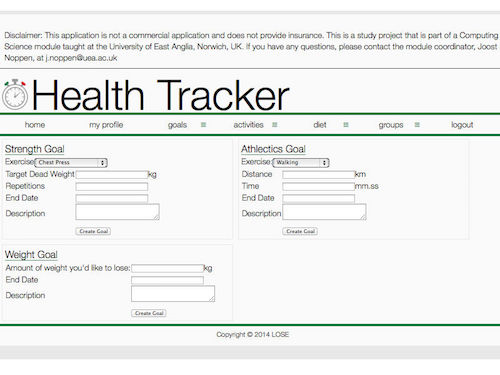 Disclaimer: This application is not a commercial application and does not provide insurance. This is a study project that is part of a Computing
Science module taught at the University of East Anglia, Norwich, UK. If you have any questions, please contact the module coordinator, Joost
Noppen, at j.noppen@uea.ac.uk
Health Tracker
home my profile goals activities diet groups logout
Strength Goal
Exercise Chest Press
Target Dead Weight kg
Repetitions
End Date
Description
Create Goal
Athlectics Goal
Exercise: Walking
Distance km
Time mm.ss
End Date
Description
Create Goal
Weight Goal
Amount of weight you'd like to lose: kg
End Date
Description
Create Goal
Copyright © 2014 LOSE